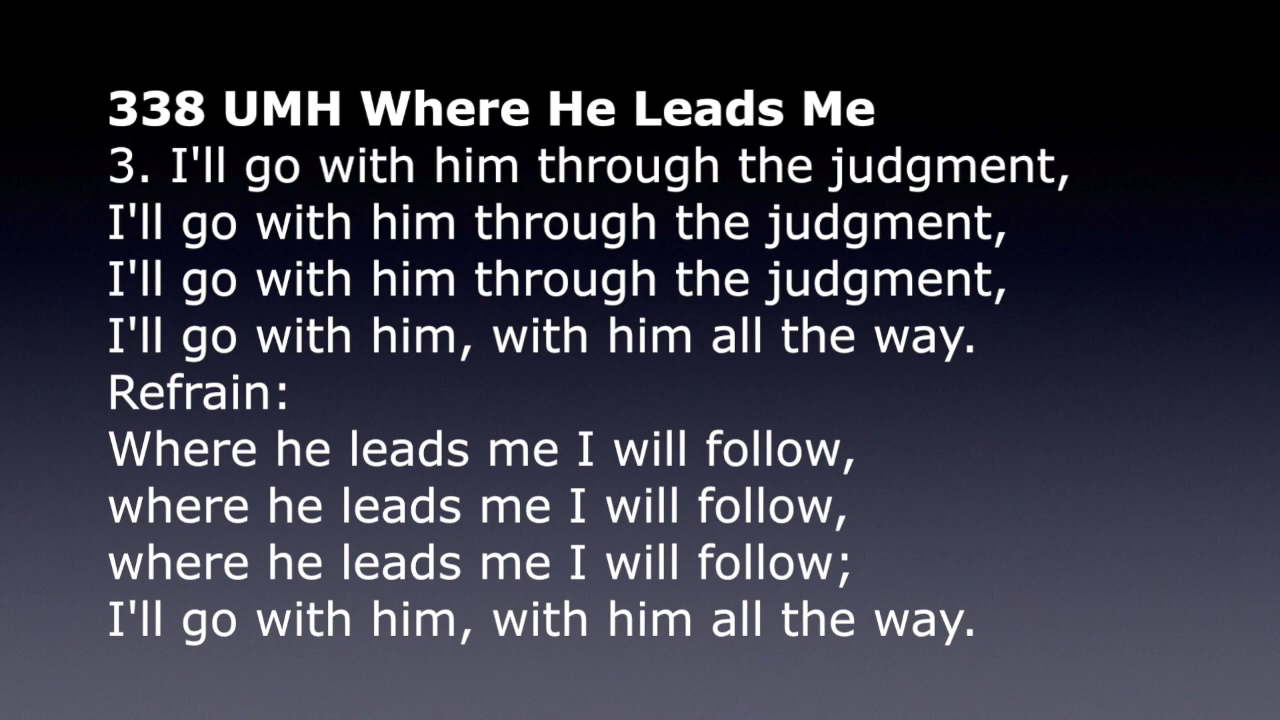 338 UMH Where He Leads Me
3. I'll go with him through the judgment,
I'll go with him through the judgment,
I'll go with him through the judgment,
I'll go with him, with him all the way.
Refrain:
Where he leads me I will follow,
where he leads me I will follow,
where he leads me I will follow;
I'll go with him, with him all the way.